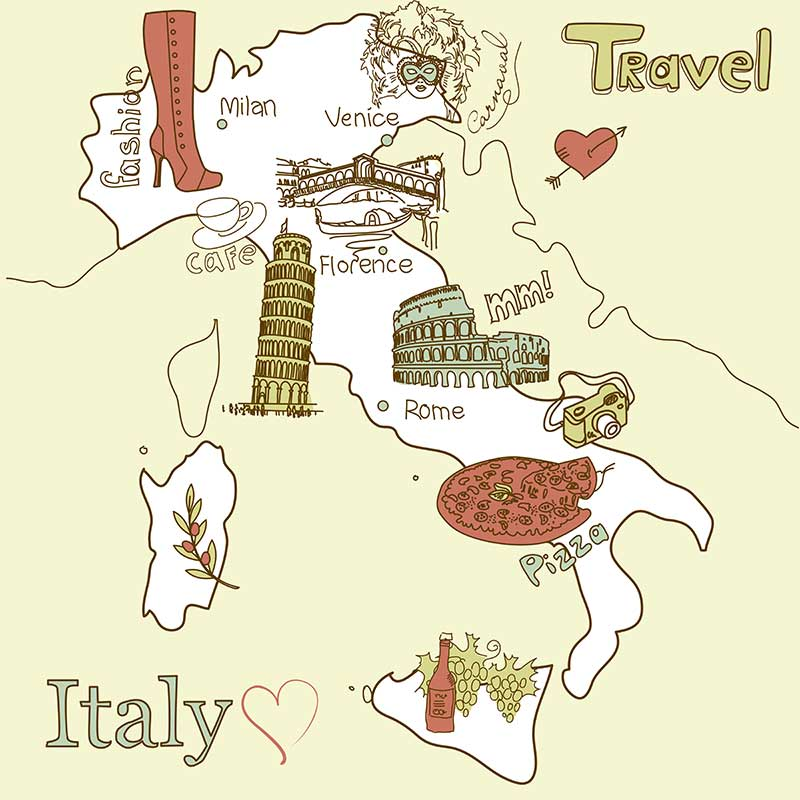 Travel
fashion
Milan
Venice
Carnaval
cafe
Florence
mm!
Rome
Pizza
Italy